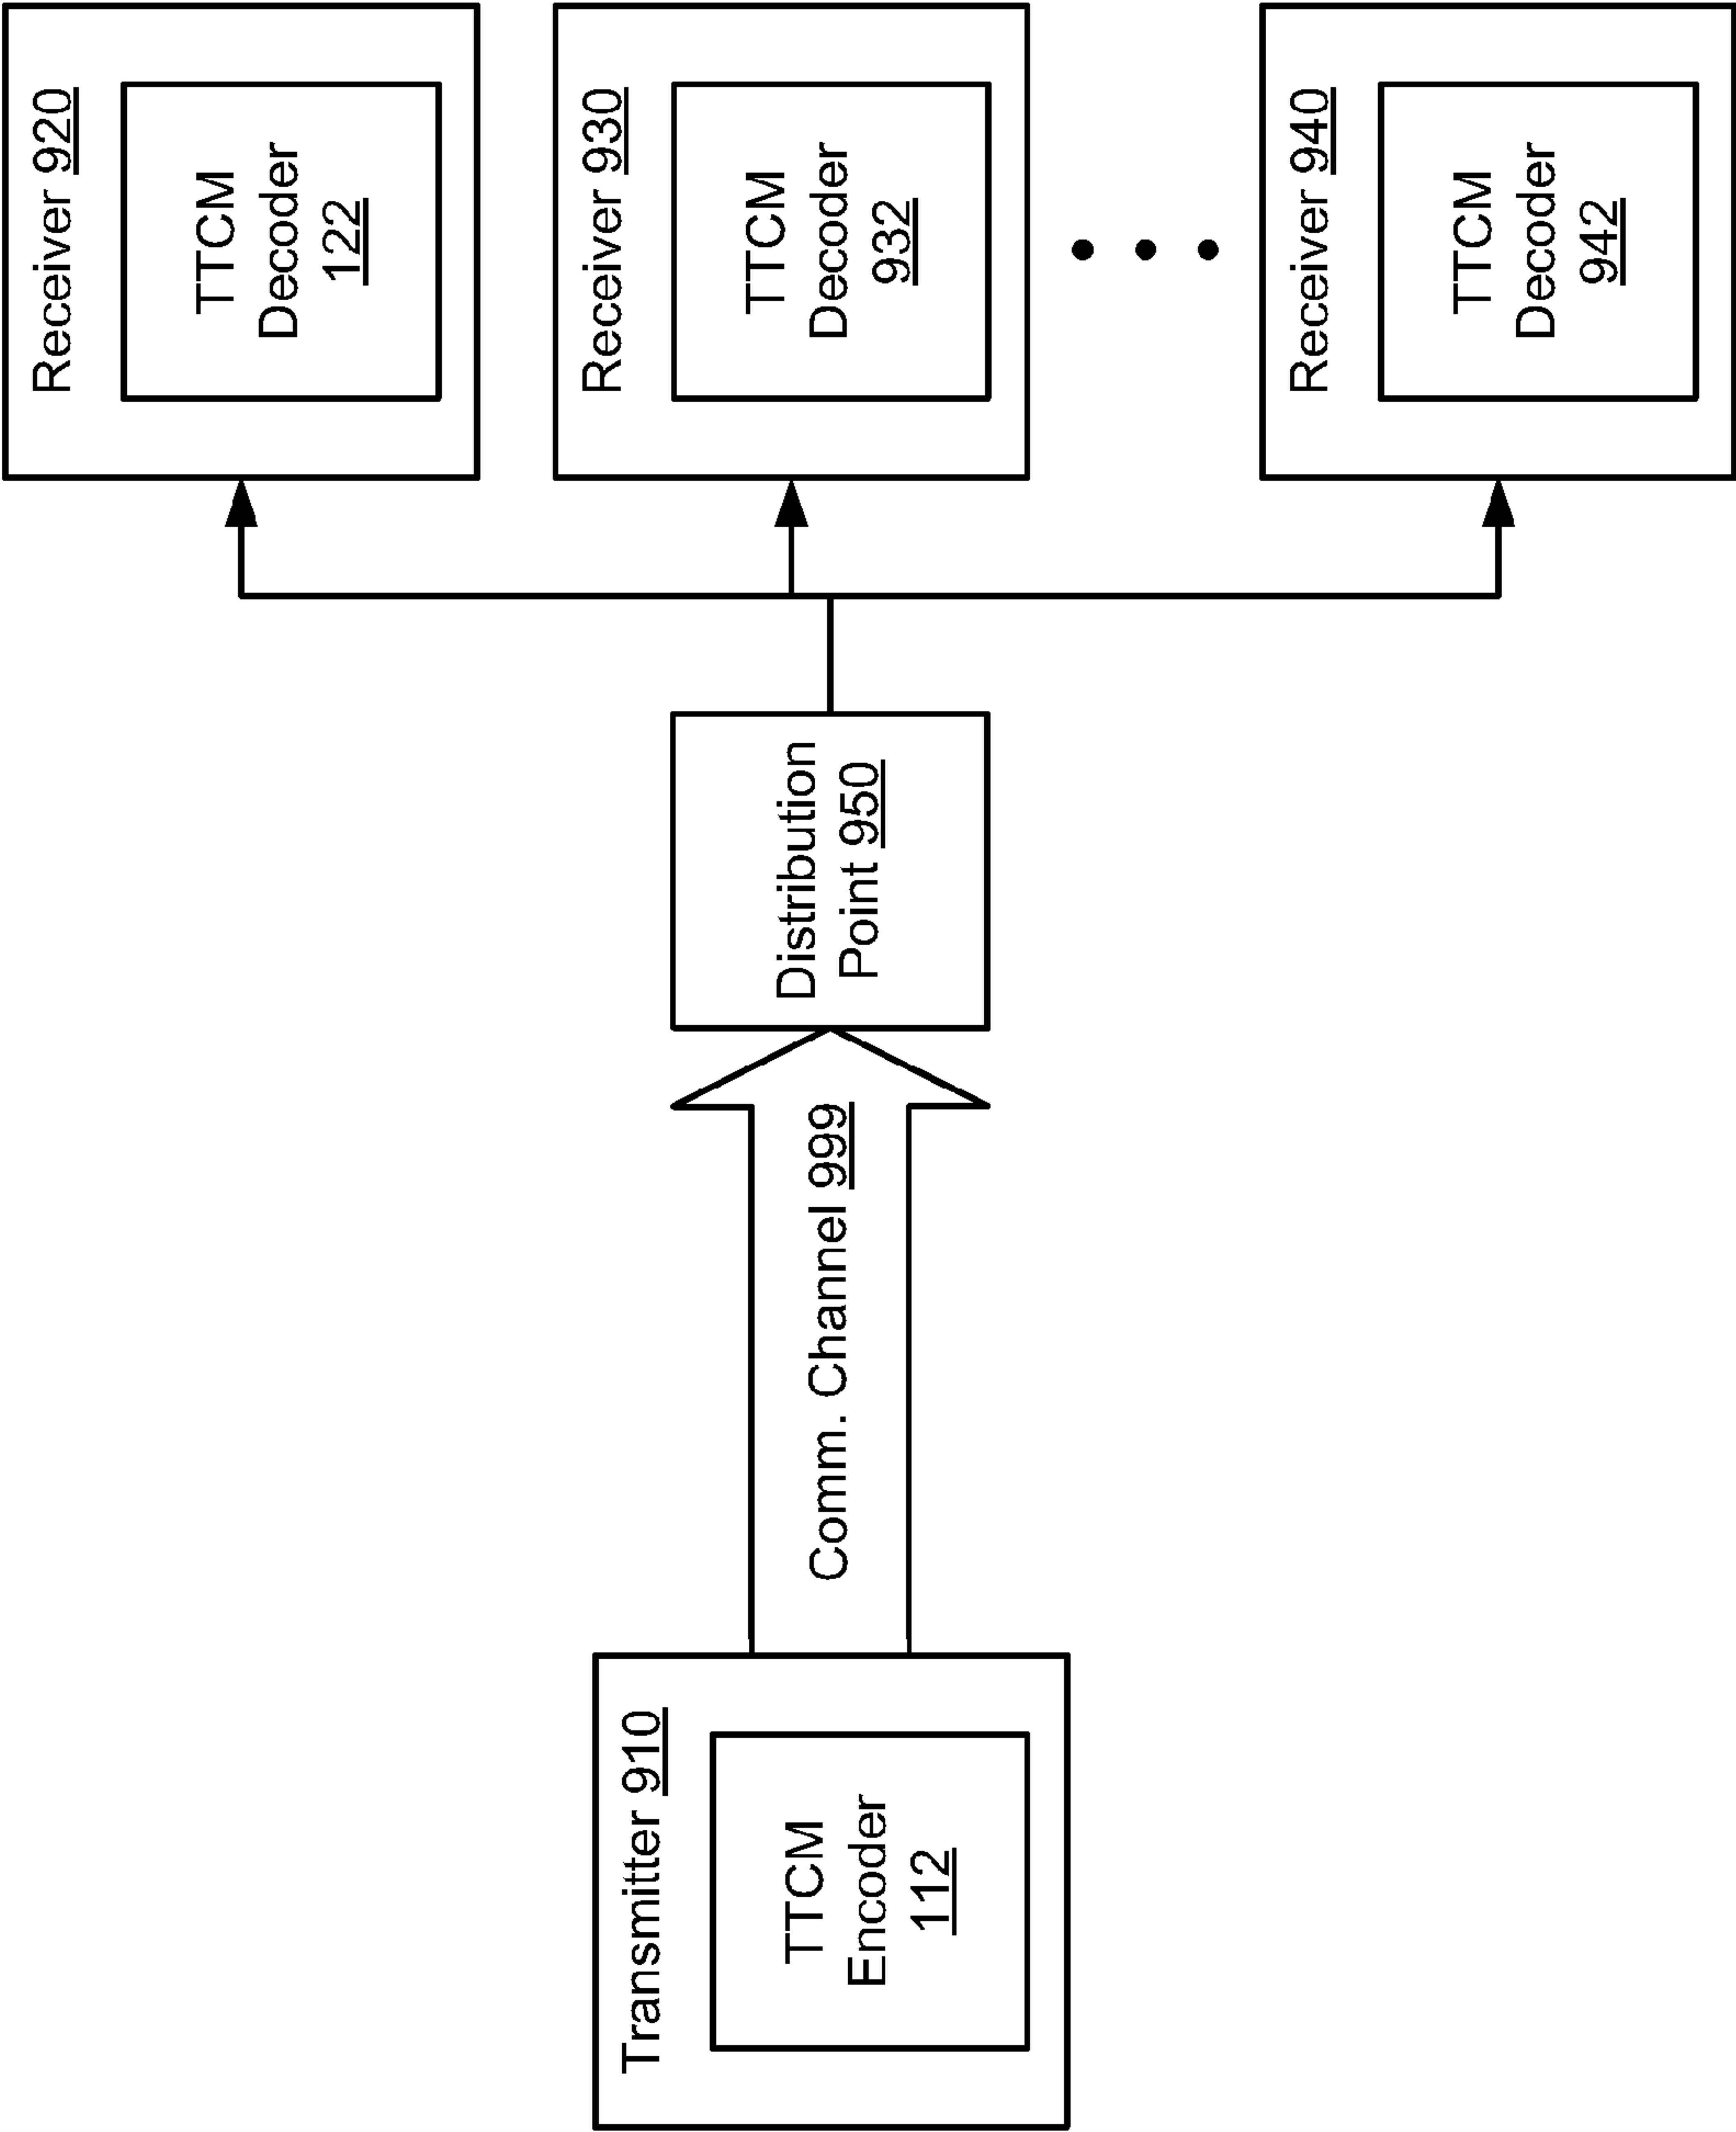 Transmitter 910
TTCM
Encoder
112
Comm. Channel 999
Distribution
Point 950
Receiver 920
TTCM
Decoder
122
Receiver 930
TTCM
Decoder
932
Receiver 940
TTCM
Decoder
942